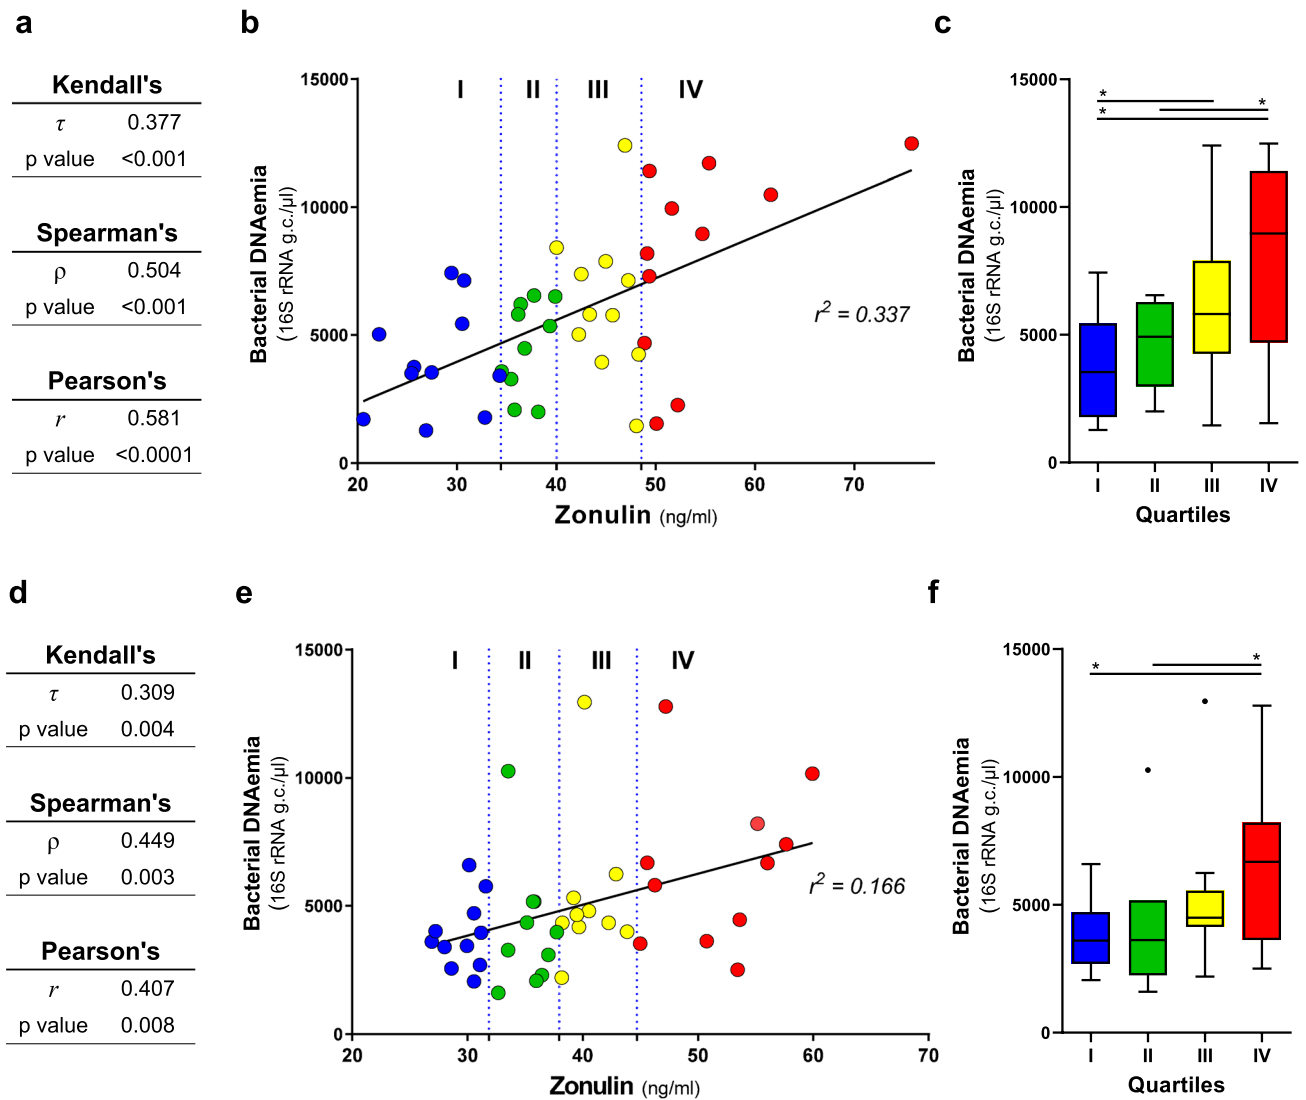 a
Kendall's
τ 0.377
p value <0.001
Spearman's
ρ 0.504
p value <0.001
Pearson's
r 0.581
p value <0.0001
b
Bacterial DNAemia
(16S rRNA g.c./µl)
15000
10000
5000
0
I II III IV
r2 = 0.337
20 30 40 50 60 70
Zonulin (ng/ml)
c
Bacterial DNAemia
(16S rRNA g.c./µl)
15000
10000
5000
0
*
*
*
I II III IV
Quartiles
d
Kendall's
τ 0.309
p value 0.004
Spearman's
ρ 0.449
p value 0.003
Pearson's
r 0.407
p value 0.008
e
Bacterial DNAemia
(16S rRNA g.c./µl)
15000
10000
5000
0
I II III IV
r2 = 0.166
20 30 40 50 60 70
Zonulin (ng/ml)
f
Bacterial DNAemia
(16S rRNA g.c./µl)
15000
10000
5000
0
*
*
I II III IV
Quartiles